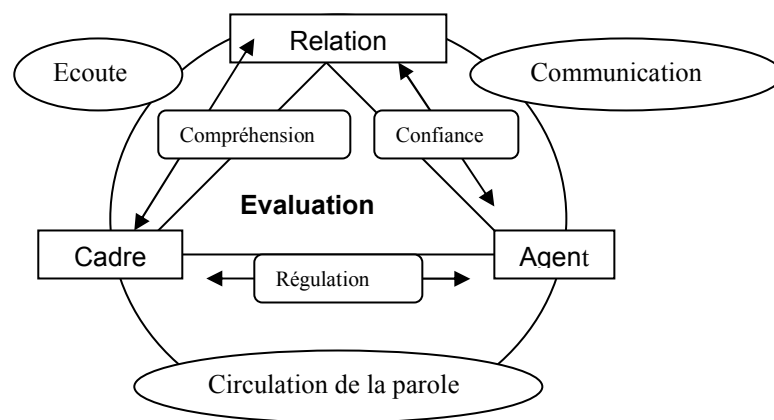 Relation
Ecoute
Communication
Compréhension
Confiance
Evaluation
Cadre
Agent
Régulation
Circulation de la parole